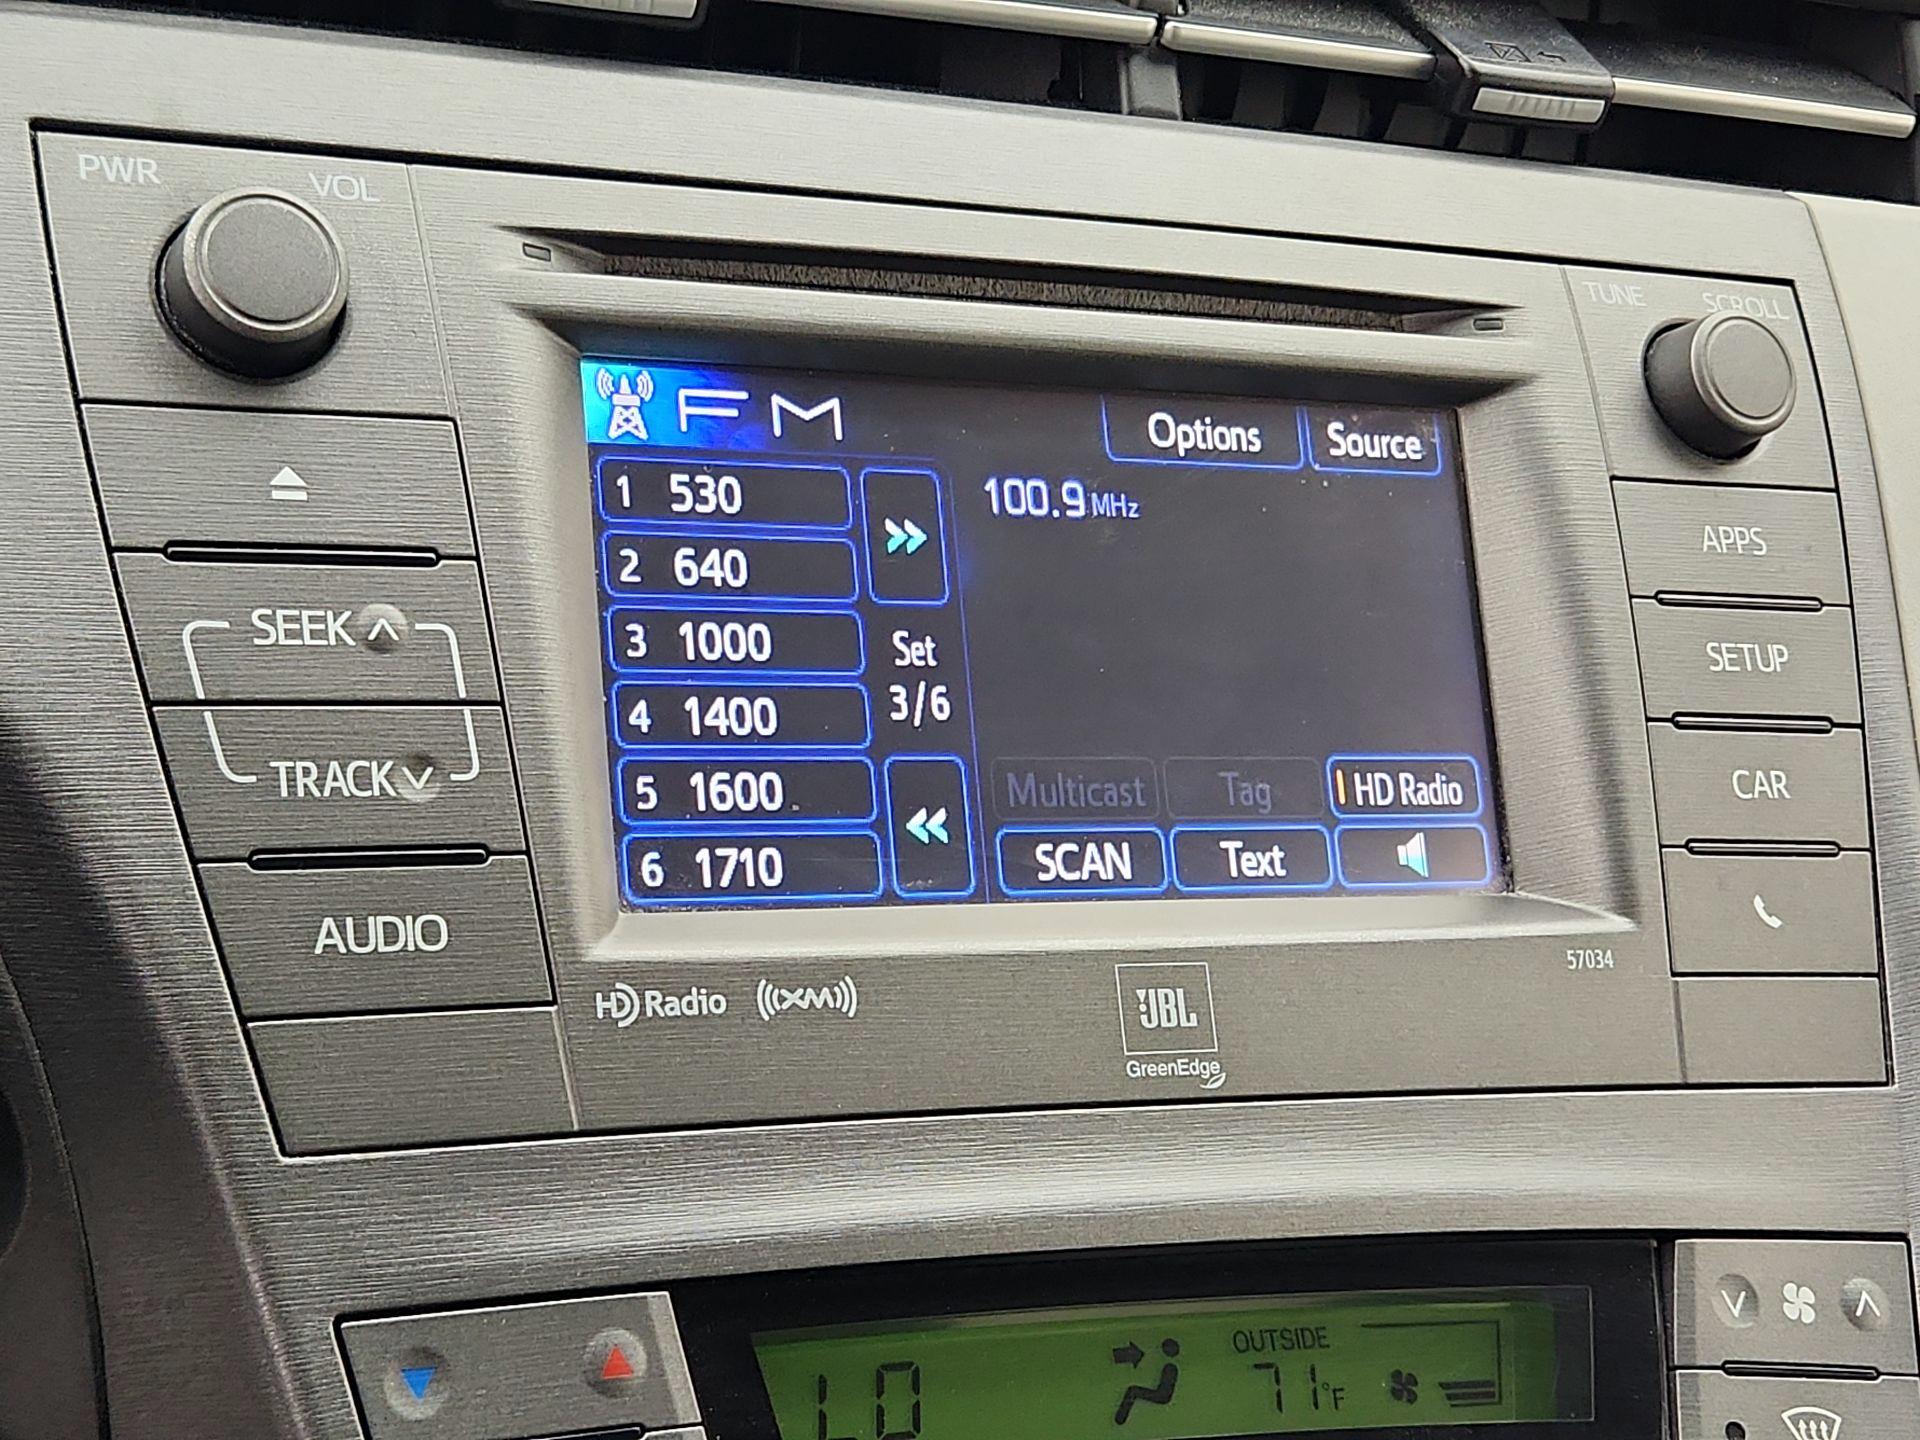 PWR
VOL
TUNE
SCROLL
FM
Options
Source
1 530
100.9 MHz
2 640
APPS
3 1000
Set
3/6
SEEK
SETUP
4 1400
TRACK
5 1600
Multicast
Tag
HD Radio
CAR
6 1710
SCAN
Text
AUDIO
57034
HD Radio
((XM))
JBL
GreenEdge
LO
OUTSIDE
71°F